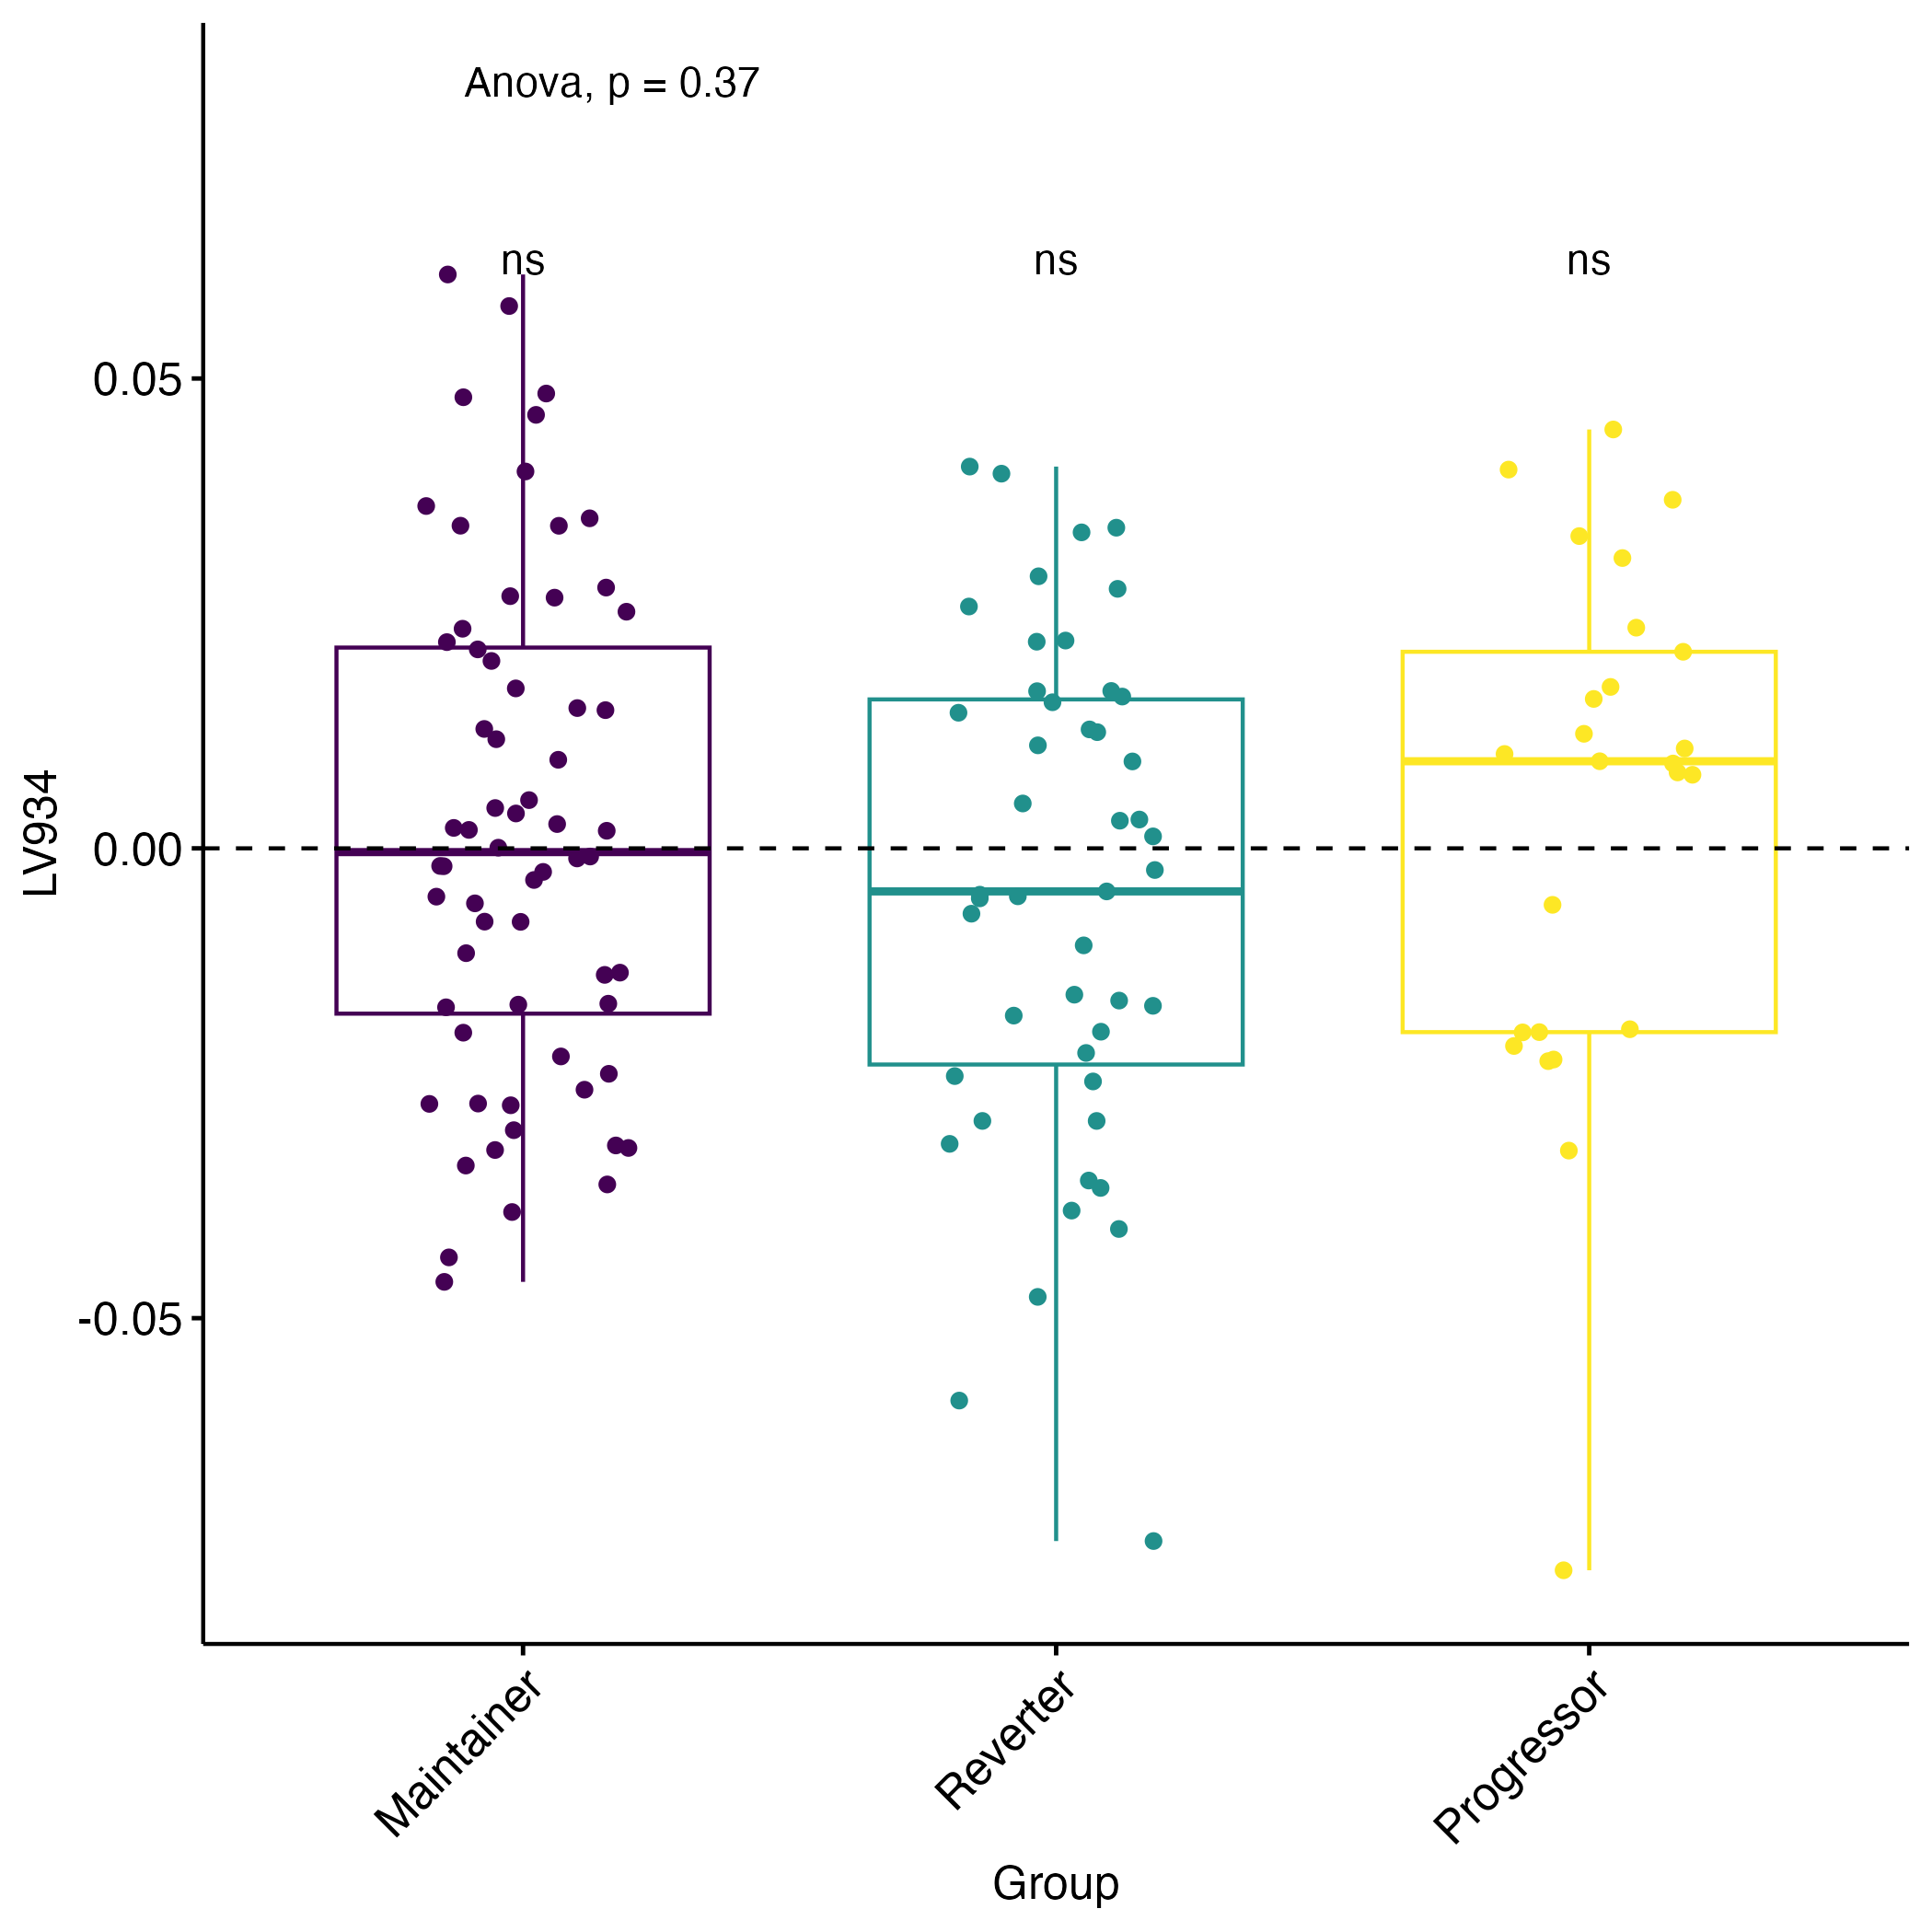 Anova, p = 0.37
ns ns ns
0.05
0.00
-0.05
LV934
Maintainer
Reverter
Progressor
Group